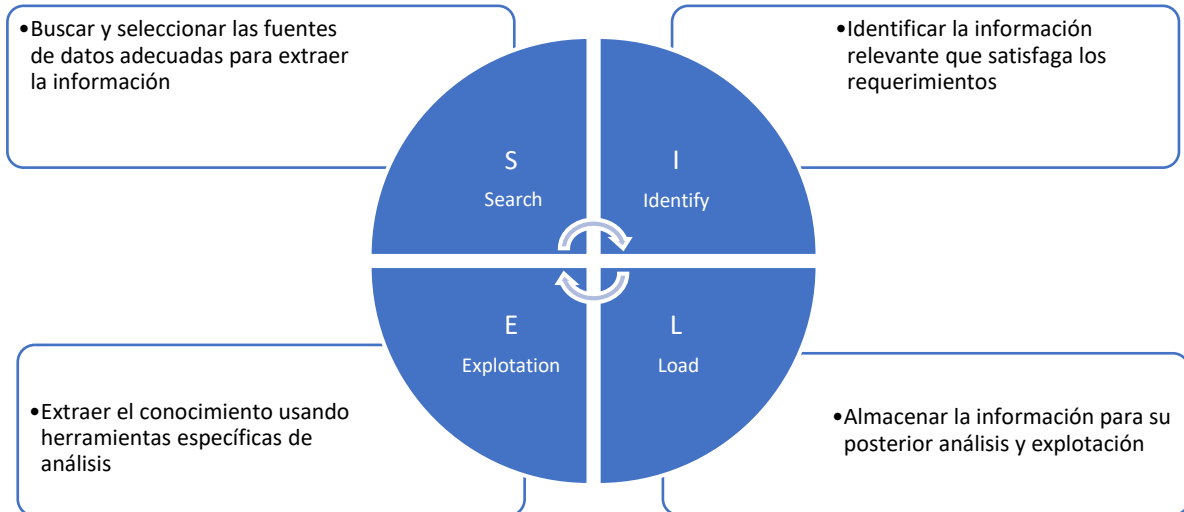 •Buscar y seleccionar las fuentes
de datos adecuadas para extraer
la información
•Identificar la información
relevante que satisfaga los
requerimientos
S
Search
I
Identify
E
Explotation
L
Load
•Extraer el conocimiento usando
herramientas específicas de
análisis
•Almacenar la información para su
posterior análisis y explotación